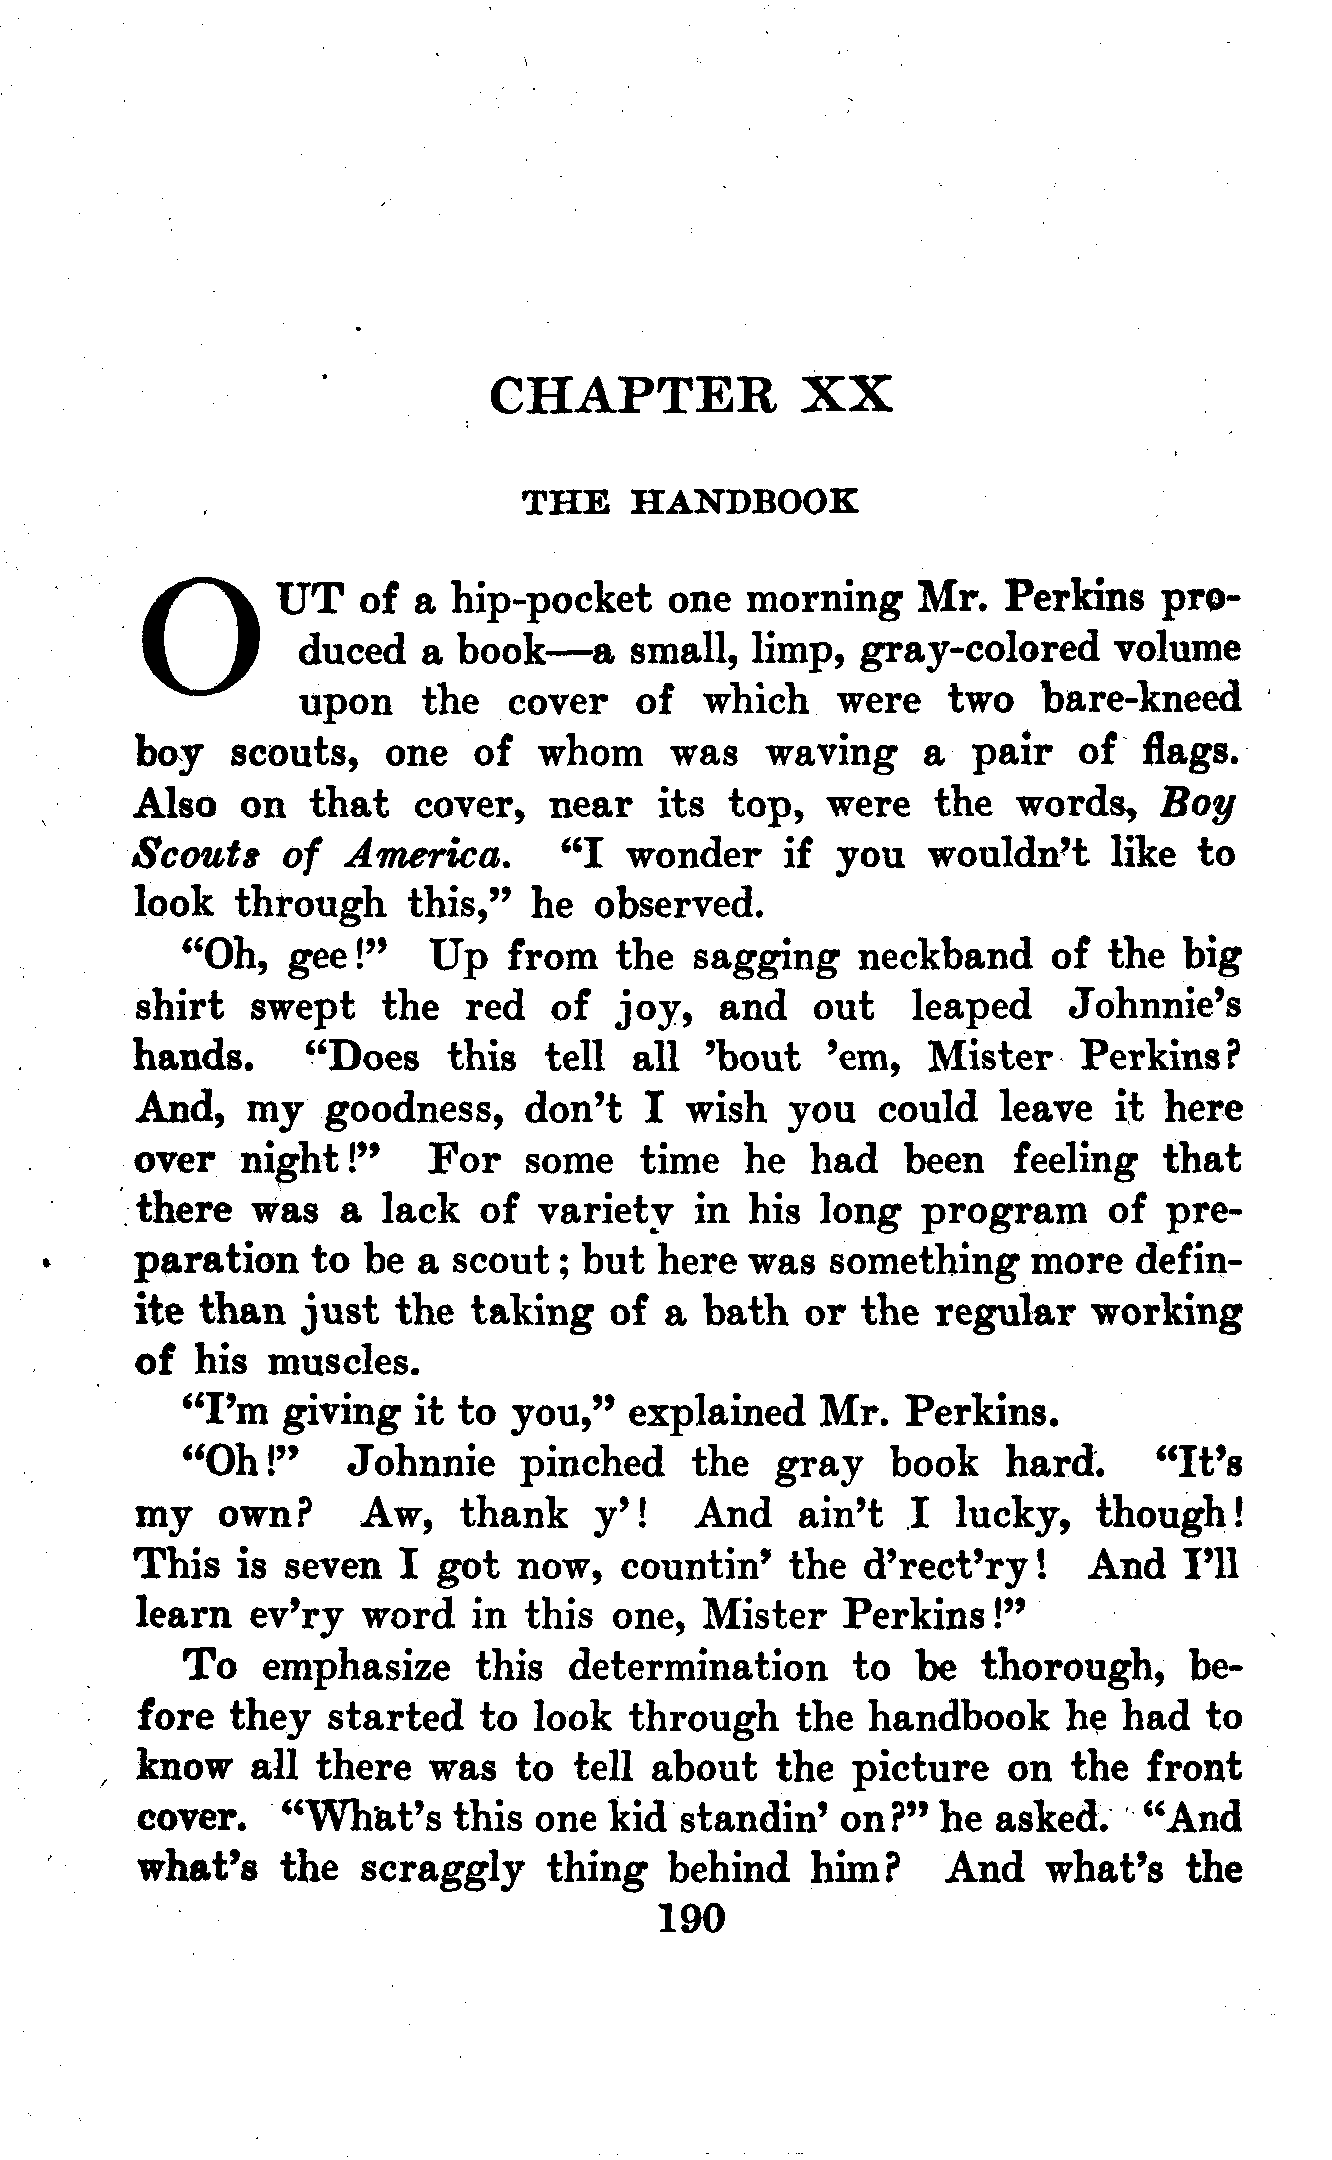 CHAPTER XX
THE HANDBOOK
OUT of a hip-pocket one morning Mr. Perkins pro-
duced a book—a small, limp, gray-colored volume
upon the cover of which were two bare-kneed
boy scouts, one of whom was waving a pair of flags.
Also on that cover, near its top, were the words, Boy
Scouts of America. “I wonder if you wouldn’t like to
look through this,” he observed.
“Oh, gee!” Up from the sagging neckband of the big
shirt swept the red of joy, and out leaped Johnnie’s
hands. “Does this tell all ’bout ’em, Mister Perkins?
And, my goodness, don’t I wish you could leave it here
over night!” For some time he had been feeling that
there was a lack of variety in his long program of pre-
paration to be a scout; but here was something more defin-
ite than just the taking of a bath or the regular working
of his muscles.
“I’m giving it to you,” explained Mr. Perkins.
“Oh!” Johnnie pinched the gray book hard. “It’s
my own? Aw, thank y’! And ain’t I lucky, though!
This is seven I got now, countin’ the d’rect’ry! And I’ll
learn ev’ry word in this one, Mister Perkins!”
To emphasize this determination to be thorough, be-
fore they started to look through the handbook he had to
know all there was to tell about the picture on the front
cover. “What’s this one kid standin’ on?” he asked. “And
what’s the scraggly thing behind him? And what’s the
190